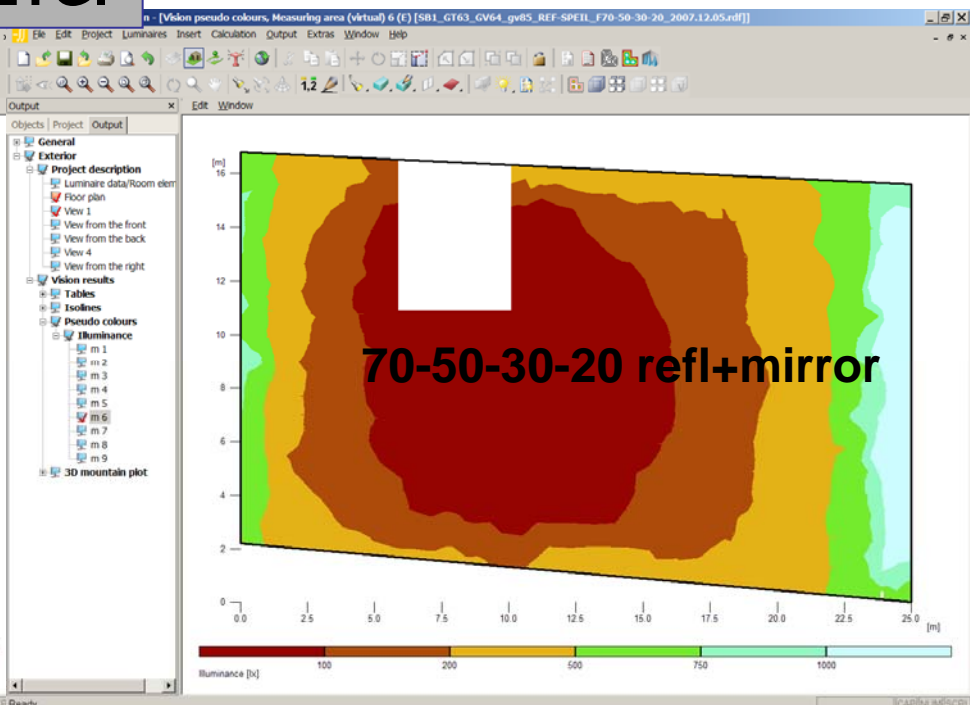 n - [Vision pseudo colours, Measuring area (virtual) 6 (E) [SB1_GT63_GV64_gv85_REF-SPEIL_F70-50-30-20_2007.12.05.rdf]]
File Edit Project Luminaires Insert Calculation Output Extras Window Help
1,2
Output x Edit Window
Objects Project Output
General
Exterior
Project description
Luminaire data/Room elem
Floor plan
View 1
View from the front
View from the back
View 4
View from the right
Vision results
Tables
Isolines
Pseudo colours
Illuminance
m 1
m 2
m 3
m 4
m 5
m 6
m 7
m 8
m 9
3D mountain plot
[m]
16
14
12
10
8
6
4
2
0
70-50-30-20 refl+mirror
0.0 2.5 5.0 7.5 10.0 12.5 15.0 17.5 20.0 22.5 25.0
[m]
100 200 500 750 1000
Illuminance [lx]
Ready CAP NUM SCRL